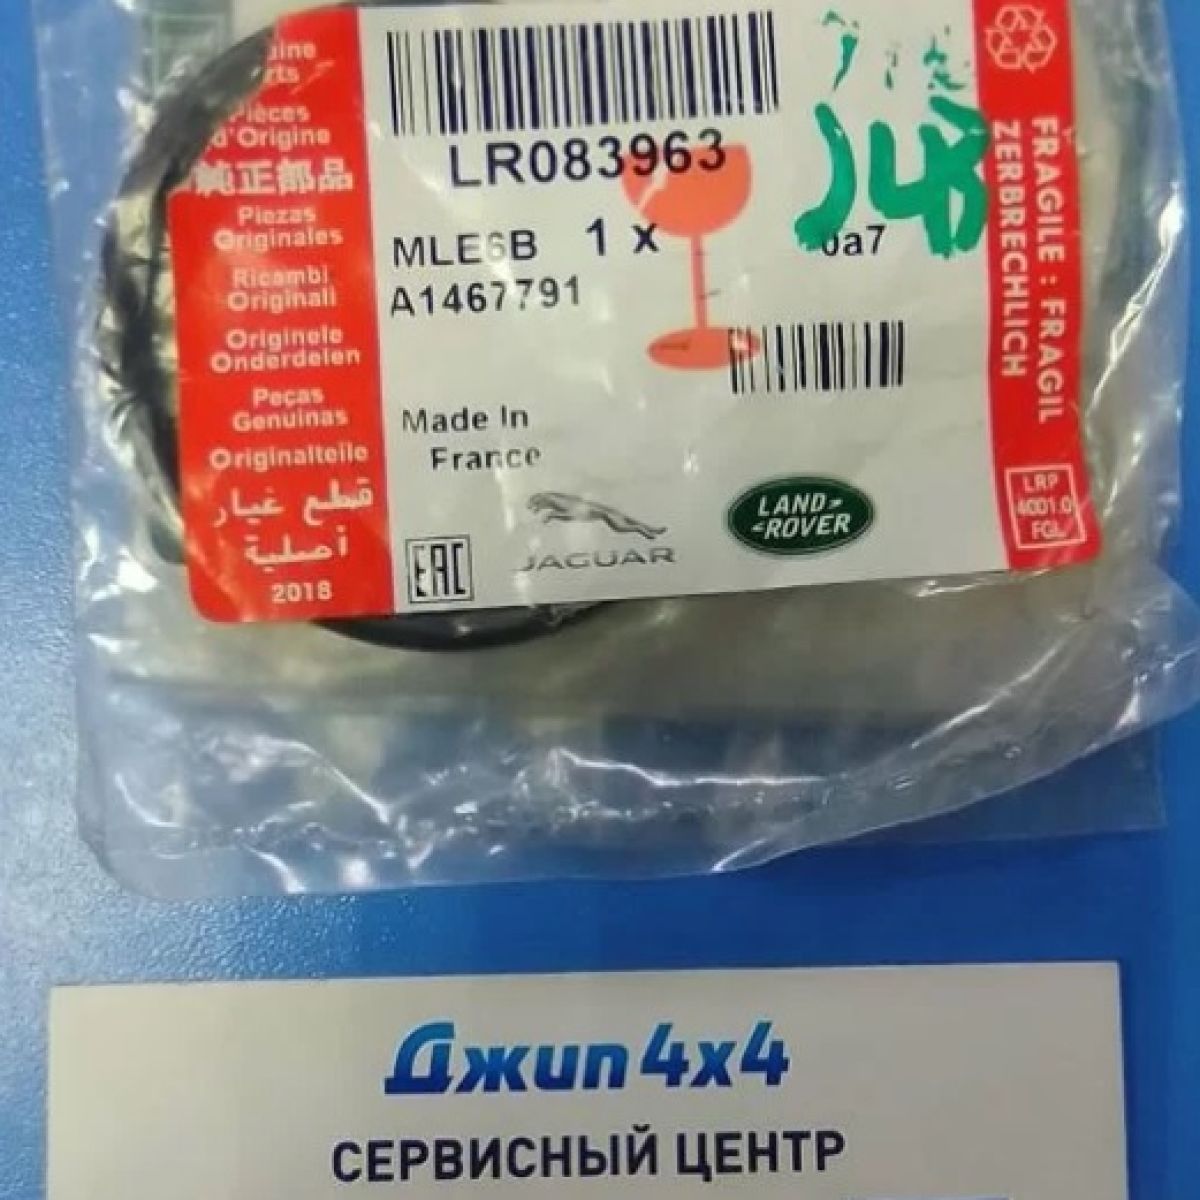 Pièces
d'Origine
純正部品
Piezas
Originales
Ricambi
Originali
Originele
Onderdelen
Peças
Genuinas
Originalteile
قطع غيار
أصلية
2018
LR083963
MLE6B 1 x
0a7
A1467791
Made In
France
EAC
JAGUAR
LAND-
-ROVER
FRAGILE : FRAGIL
ZERBRECHLICH
LRP
4001.0
FGL
Джип 4x4
СЕРВИСНЫЙ ЦЕНТР